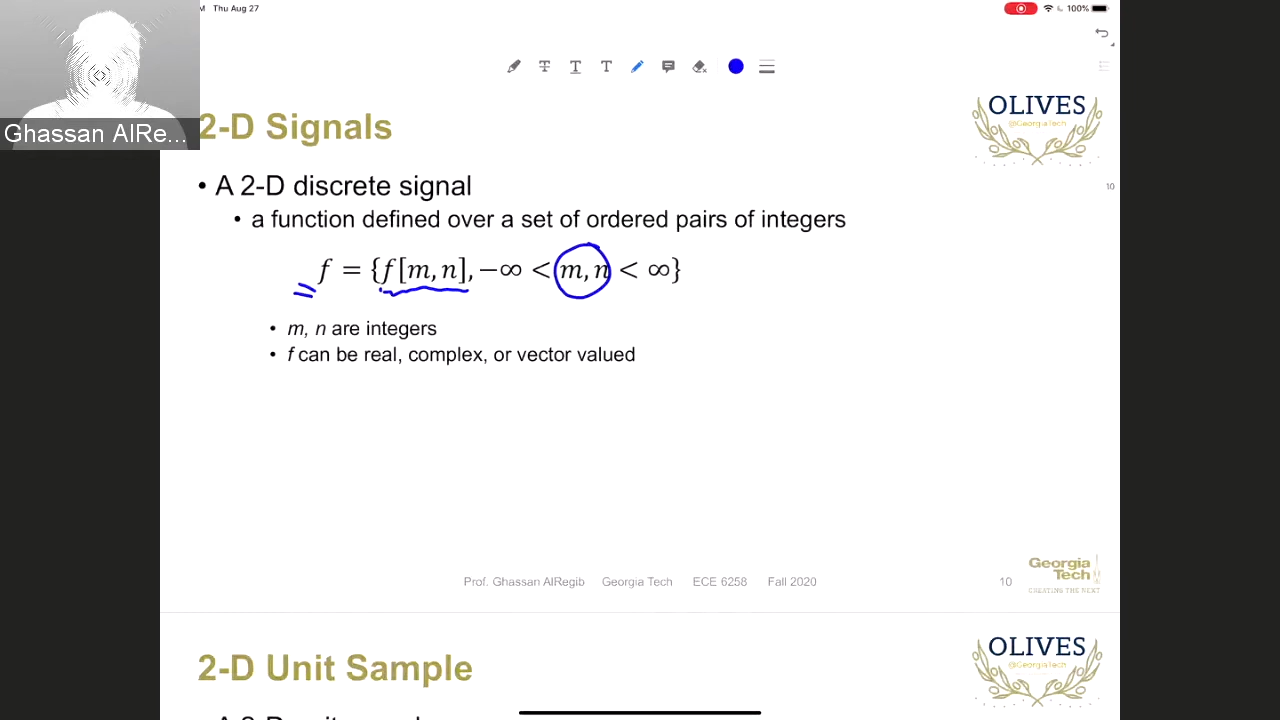 M Thu Aug 27
100%
Ghassan AlRe...
2-D Signals
OLIVES
@GeorgiaTech
• A 2-D discrete signal
10
• a function defined over a set of ordered pairs of integers
f = {f[m, n], −∞ < m, n < ∞}
• m, n are integers
• f can be real, complex, or vector valued
Prof. Ghassan AlRegib Georgia Tech ECE 6258 Fall 2020
10
Georgia
Tech
CREATING THE NEXT
2-D Unit Sample
OLIVES
@GeorgiaTech